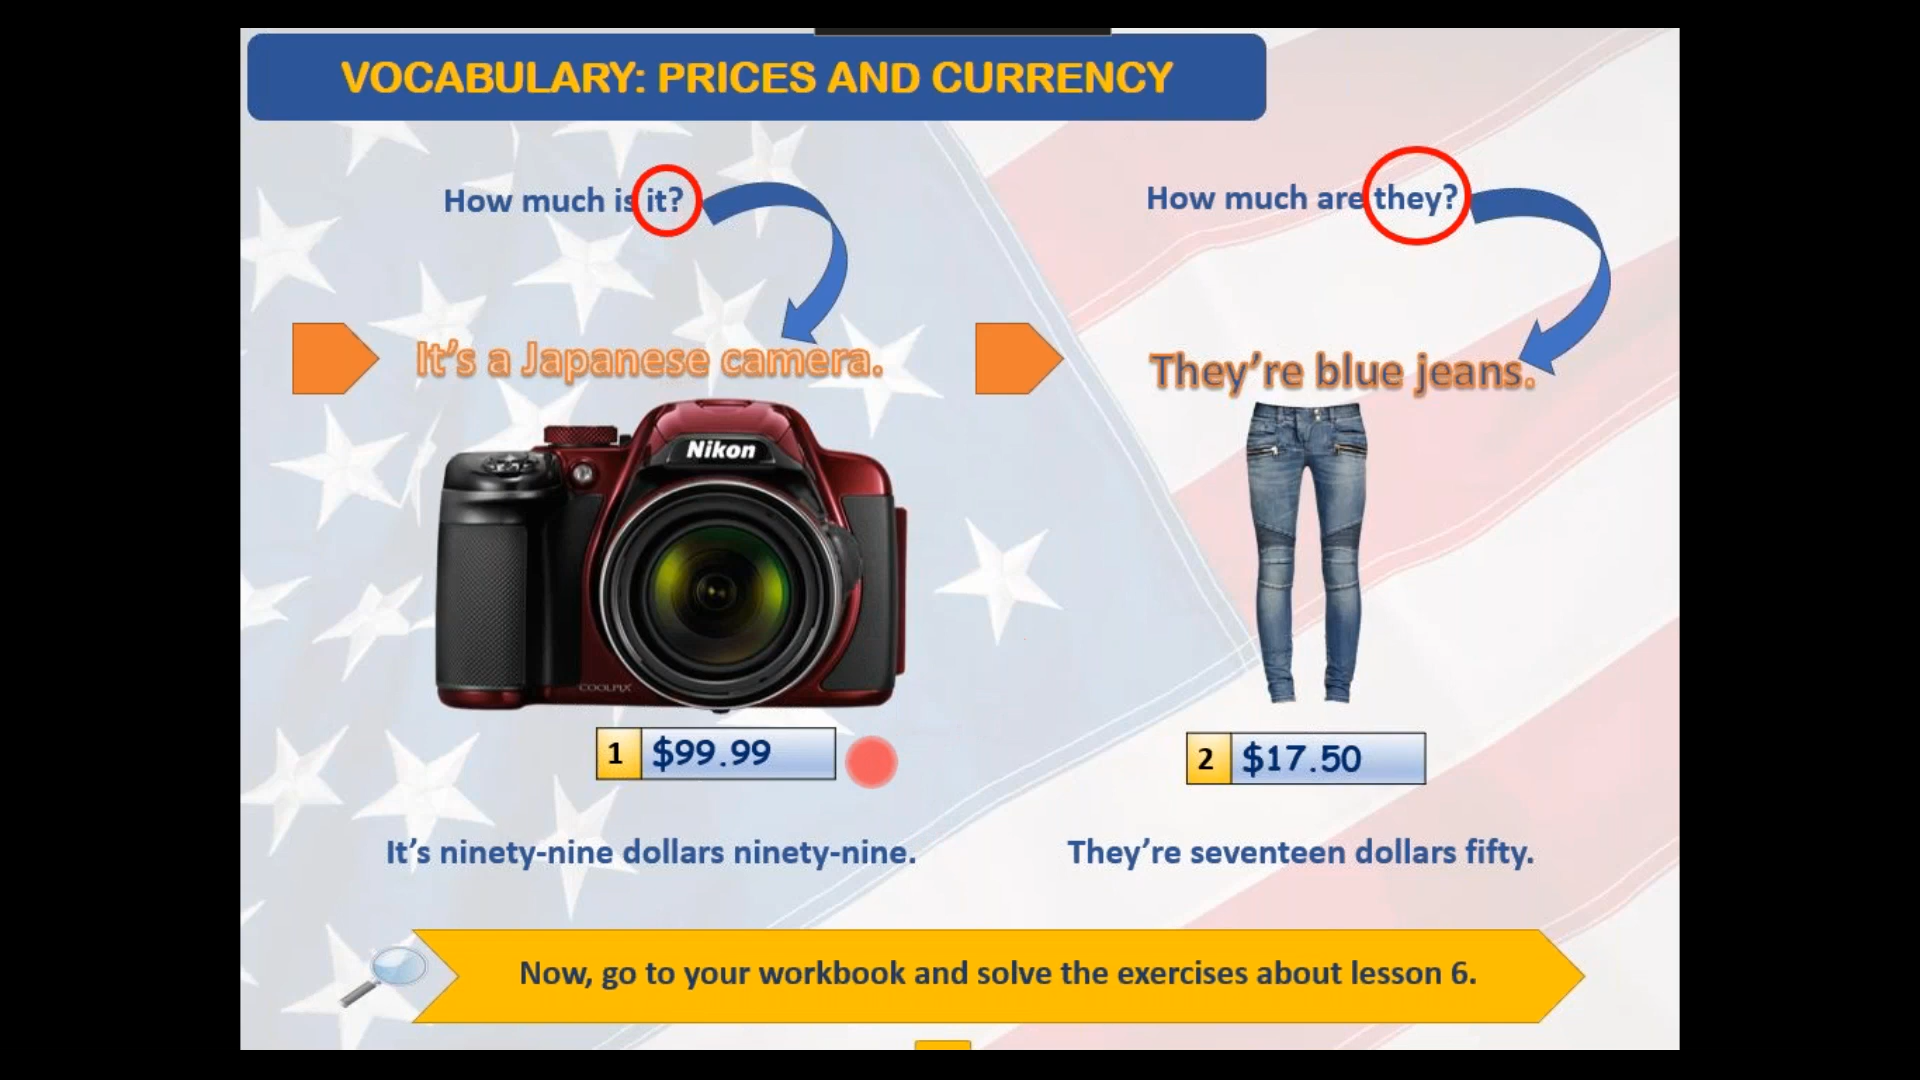 VOCABULARY: PRICES AND CURRENCY
How much is it?
How much are they?
It's a Japanese camera.
They're blue jeans.
Nikon
COOLPIX
1 $99.99
2 $17.50
It's ninety-nine dollars ninety-nine.
They're seventeen dollars fifty.
Now, go to your workbook and solve the exercises about lesson 6.